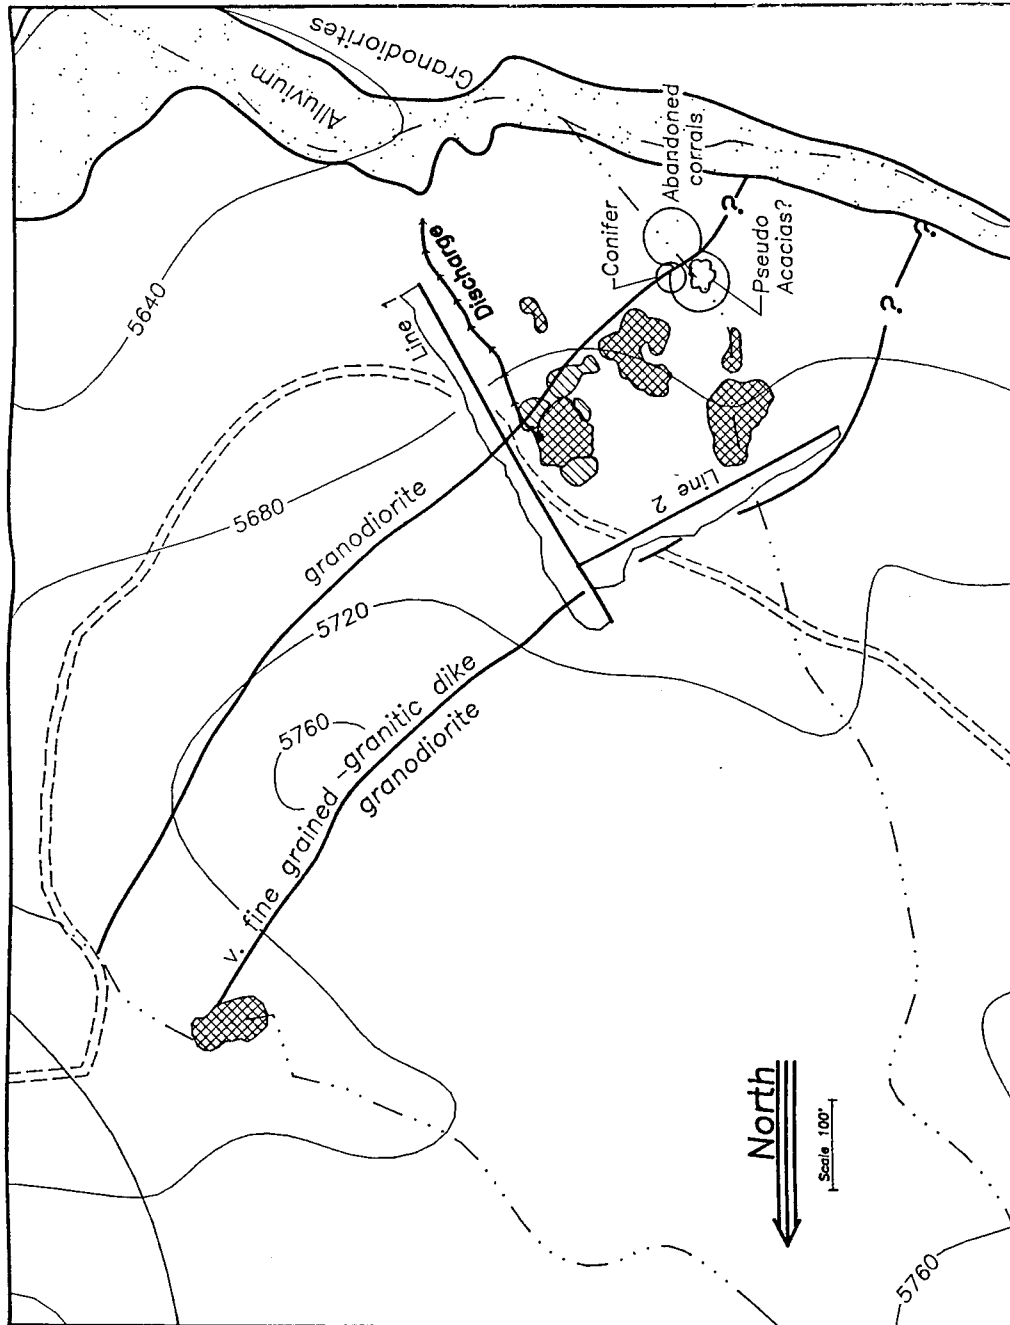 Granodiorites
Alluvium
Abandoned
corrals
Conifer
?
Pseudo
Acacias?
?
?
Discharge
Line 1
5640
5680
granodiorite
Line 2
5720
5760
v. fine grained - granitic dike
granodiorite
North
Scale 100'
5760